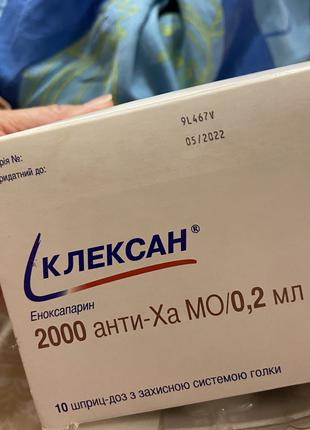 ерія №: 9L467V
ридатний до: 05/2022
КЛЕКСАН®
Еноксапарин
2000 анти-Ха МО/0,2 мл
10 шприц-доз з захисною системою голки